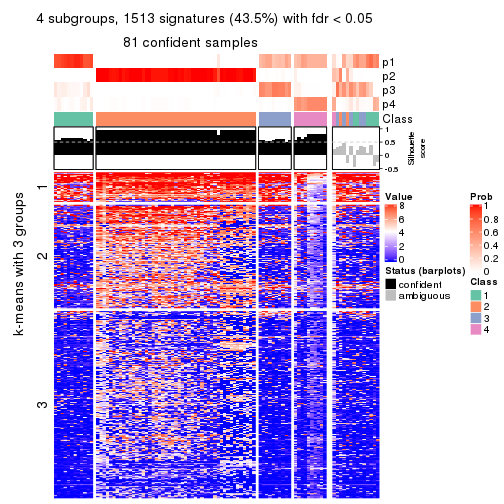 4 subgroups, 1513 signatures (43.5%) with fdr < 0.05
81 confident samples
p1
p2
p3
p4
Class
1
0.5
0
-0.5
Silhouette
score
k-means with 3 groups
1
2
3
Value
8
6
4
2
0
Status (barplots)
confident
ambiguous
Prob
1
0.8
0.6
0.4
0.2
0
Class
1
2
3
4